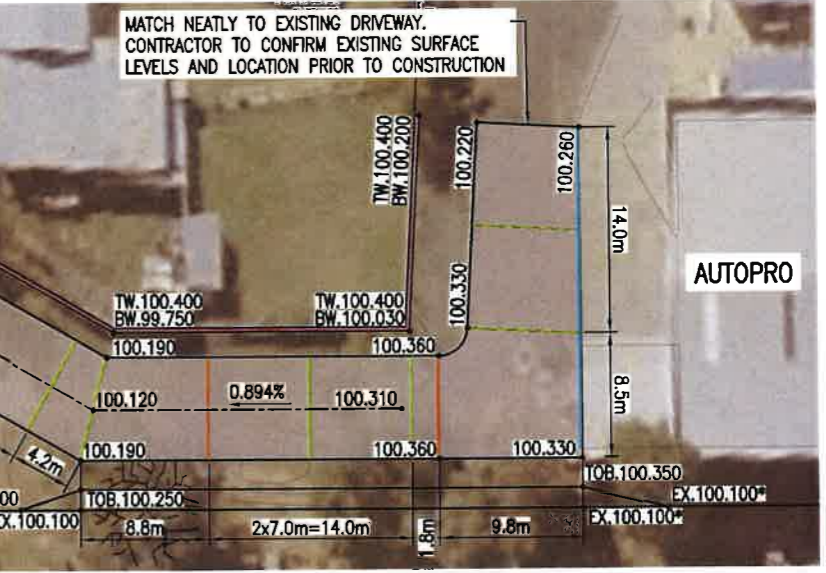 MATCH NEATLY TO EXISTING DRIVEWAY.
CONTRACTOR TO CONFIRM EXISTING SURFACE
LEVELS AND LOCATION PRIOR TO CONSTRUCTION
TW.100.400
BW.100.200
100.220
100.260
14.0m
AUTOPRO
TW.100.400
BW.99.750
TW.100.400
BW.100.030
100.330
100.190
100.360
8.5m
100.120
0.894%
100.310
100.190
100.360
100.330
4.2m
TOB.100.350
TOB.100.250
EX.100.100*
00
X.100.100
EX.100.100*
8.8m
2x7.0m=14.0m
1.8m
9.8m